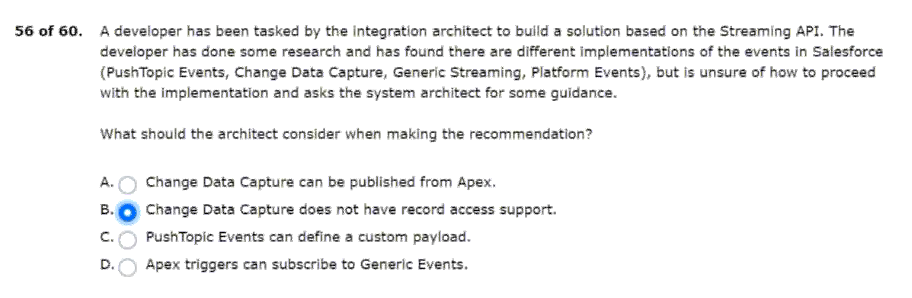 56 of 60. A developer has been tasked by the integration architect to build a solution based on the Streaming API. The
developer has done some research and has found there are different implementations of the events in Salesforce
(PushTopic Events, Change Data Capture, Generic Streaming, Platform Events), but is unsure of how to proceed
with the implementation and asks the system architect for some guidance.
What should the architect consider when making the recommendation?
A. Change Data Capture can be published from Apex.
B. Change Data Capture does not have record access support.
C. PushTopic Events can define a custom payload.
D. Apex triggers can subscribe to Generic Events.